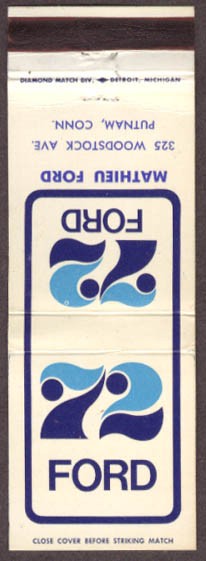 DIAMOND MATCH DIV. DETROIT, MICHIGAN
MATHIEU FORD
325 WOODSTOCK AVE.
PUTNAM, CONN.
72
FORD
72
FORD
CLOSE COVER BEFORE STRIKING MATCH